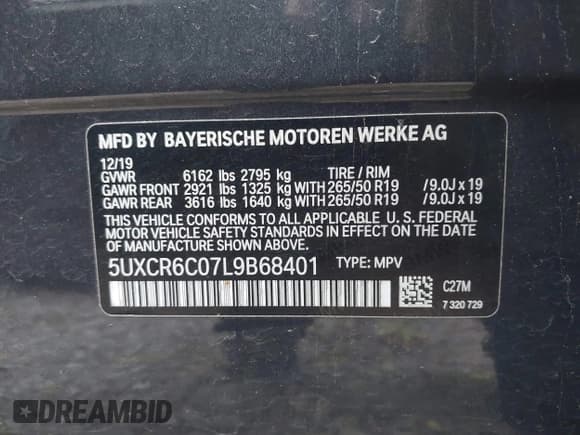 MFD BY BAYERISCHE MOTOREN WERKE AG
12/19
GVWR 6162 lbs 2795 kg TIRE / RIM
GAWR FRONT 2921 lbs 1325 kg WITH 265/50 R19 /9.0J x 19
GAWR REAR 3616 lbs 1640 kg WITH 265/50 R19 /9.0J x 19
THIS VEHICLE CONFORMS TO ALL APPLICABLE U. S. FEDERAL
MOTOR VEHICLE SAFETY STANDARDS IN EFFECT ON THE
DATE OF MANUFACTURE SHOWN ABOVE.
5UXCR6C07L9B68401 TYPE: MPV
C27M
7 320 729
DREAMBID